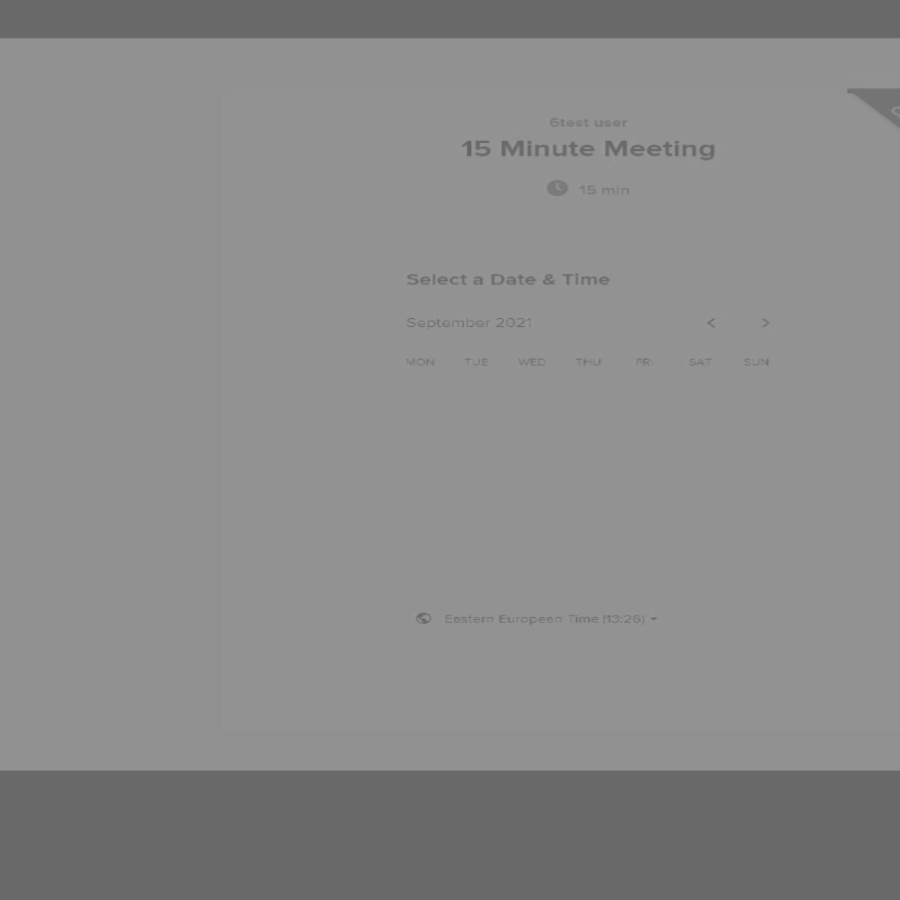 6test user
15 Minute Meeting
15 min
Select a Date & Time
September 2021 < >
MON TUE WED THU FRI SAT SUN
Eastern European Time (13:26)